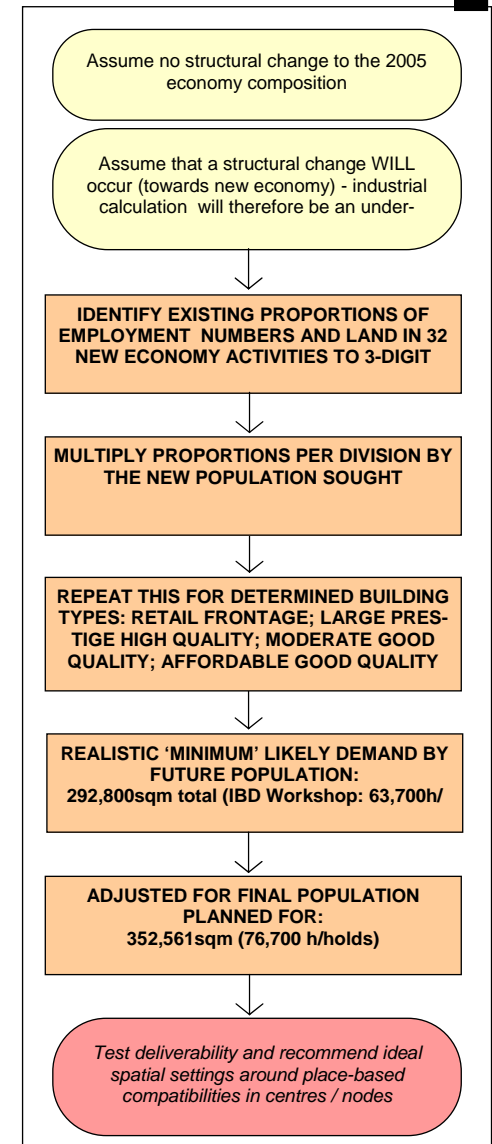 Assume no structural change to the 2005
economy composition
Assume that a structural change WILL
occur (towards new economy) - industrial
calculation will therefore be an under-
IDENTIFY EXISTING PROPORTIONS OF
EMPLOYMENT NUMBERS AND LAND IN 32
NEW ECONOMY ACTIVITIES TO 3-DIGIT
MULTIPLY PROPORTIONS PER DIVISION BY
THE NEW POPULATION SOUGHT
REPEAT THIS FOR DETERMINED BUILDING
TYPES: RETAIL FRONTAGE; LARGE PRES-
TIGE HIGH QUALITY; MODERATE GOOD
QUALITY; AFFORDABLE GOOD QUALITY
REALISTIC ‘MINIMUM’ LIKELY DEMAND BY
FUTURE POPULATION:
292,800sqm total (IBD Workshop: 63,700h/
ADJUSTED FOR FINAL POPULATION
PLANNED FOR:
352,561sqm (76,700 h/holds)
Test deliverability and recommend ideal
spatial settings around place-based
compatibilities in centres / nodes